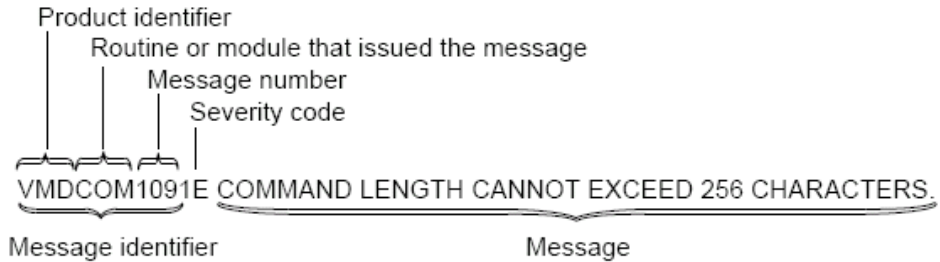 Product identifier
Routine or module that issued the message
Message number
Severity code
VMDCOM1091E COMMAND LENGTH CANNOT EXCEED 256 CHARACTERS.
Message identifier Message